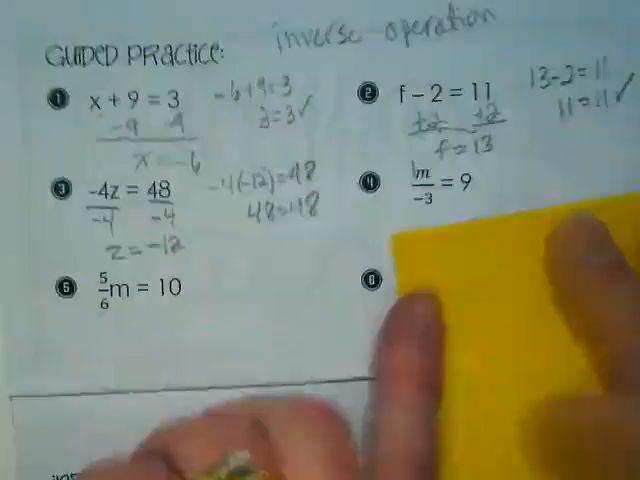 GUIDED PRACTICE: inverse operation
1 x + 9 = 3
-9 -9
x = -6
-6+9=3
3=3✓
2 f - 2 = 11
+2 +2
f=13
13-2=11
11=11✓
3 -4z = 48
-4 -4
z = -12
-4(-12)=48
48=48
4 m/-3 = 9
5 5/6 m = 10
6